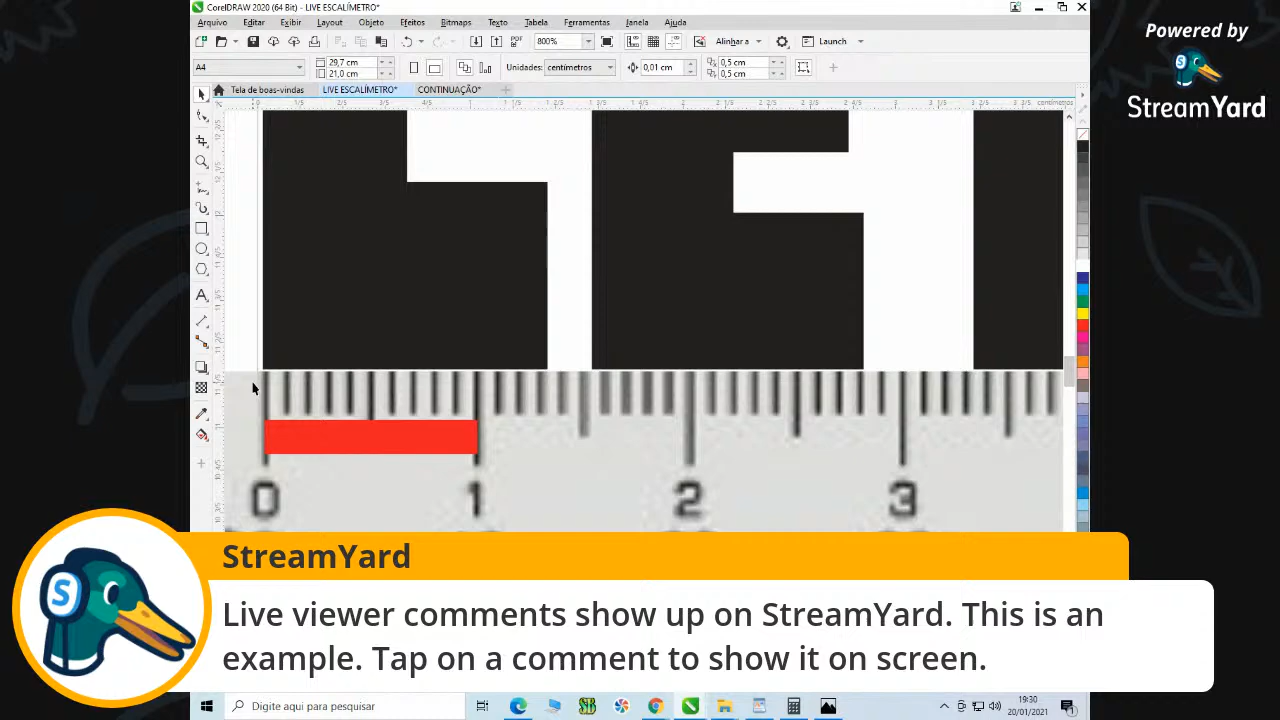 CorelDRAW 2020 (64 Bit) - LIVE ESCALÍMETRO*
Arquivo Editar Exibir Layout Objeto Efeitos Bitmaps Texto Tabela Ferramentas Janela Ajuda
Powered by
StreamYard
PDF 800% Alinhar a Launch
A4 29,7 cm 21,0 cm Unidades: centímetros 0,01 cm 0,5 cm 0,5 cm
Tela de boas-vindas LIVE ESCALÍMETRO* CONTINUAÇÃO*
centímetros
0 1 2 3
StreamYard
Live viewer comments show up on StreamYard. This is an
example. Tap on a comment to show it on screen.
Digite aqui para pesquisar
19:30
20/01/2021